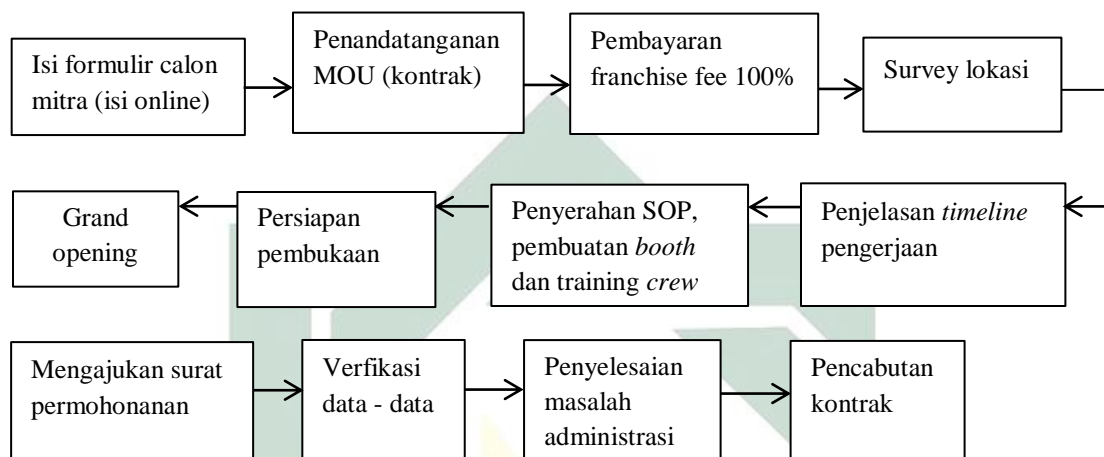 Isi formulir calon
mitra (isi online)
Penandatanganan
MOU (kontrak)
Pembayaran
franchise fee 100%
Survey lokasi
Penjelasan timeline
pengerjaan
Penyerahan SOP,
pembuatan booth
dan training crew
Persiapan
pembukaan
Grand
opening
Mengajukan surat
permohonanan
Verfikasi
data - data
Penyelesaian
masalah
administrasi
Pencabutan
kontrak